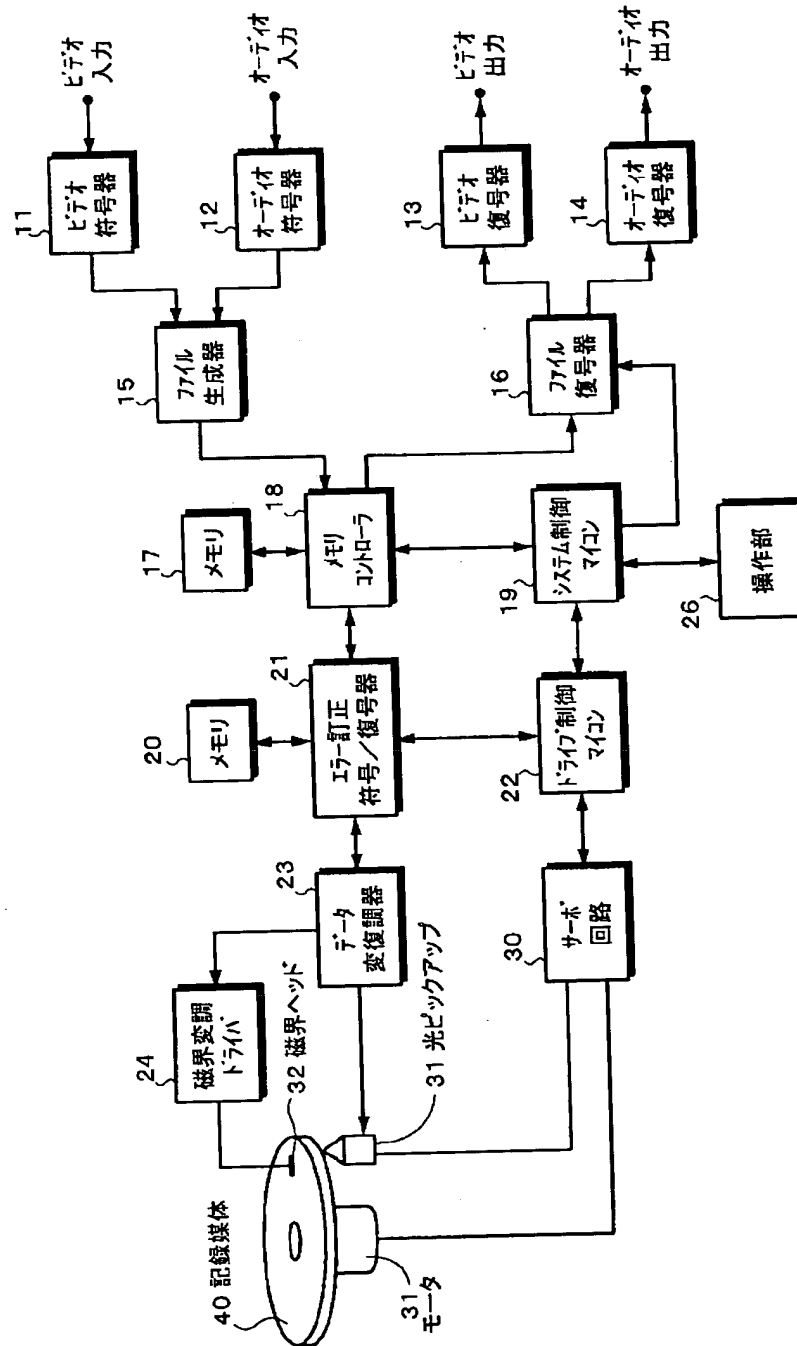 11
ビデオ
符号器
ビデオ
入力
12
オーディオ
符号器
オーディオ
入力
13
ビデオ
復号器
ビデオ
出力
14
オーディオ
復号器
オーディオ
出力
15
ファイル
生成器
16
ファイル
復号器
17
メモリ
18
メモリ
コントローラ
19
システム制御
マイコン
26
操作部
20
メモリ
21
エラー訂正
符号/復号器
22
ドライブ制御
マイコン
23
データ
変復調器
30
サーボ
回路
24
磁界変調
ドライバ
32 磁界ヘッド
31 光ピックアップ
40 記録媒体
31
モータ